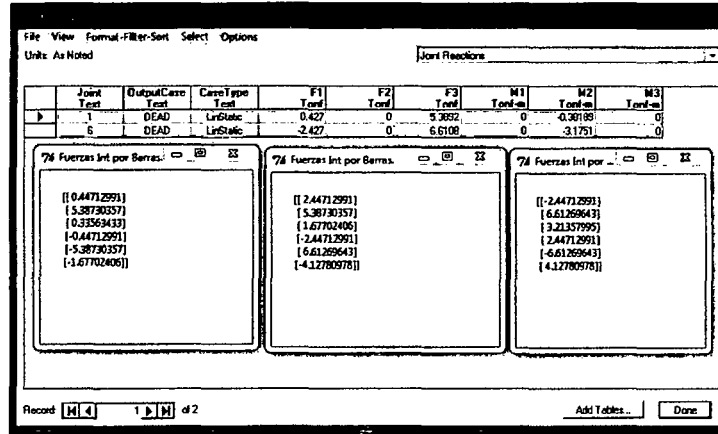 File View Format-Filter-Sort Select Options
Units: As Noted
Joint Reactions
Joint OutputCase CaseType F1 F2 F3 M1 M2 M3
Text Text Text Tonf Tonf Tonf Tonf-m Tonf-m Tonf-m
1 DEAD LinStatic 0.427 0 5.3892 0 -0.38189 0
6 DEAD LinStatic -2.427 0 6.6108 0 -3.1751 0
Fuerzas Int por Barras.
[[ 0.44712991]
[ 5.38730357]
[ 0.33563433]
[-0.44712991]
[-5.38730357]
[-1.67702406]]
Fuerzas Int por Barras.
[[ 2.44712991]
[ 5.38730357]
[ 1.67702406]
[-2.44712991]
[ 6.61269643]
[-4.12780978]]
Fuerzas Int por ...
[[-2.44712991]
[ 6.61269643]
[ 3.21357995]
[ 2.44712991]
[-6.61269643]
[ 4.12780978]]
Record: 1 of 2
Add Tables...
Done